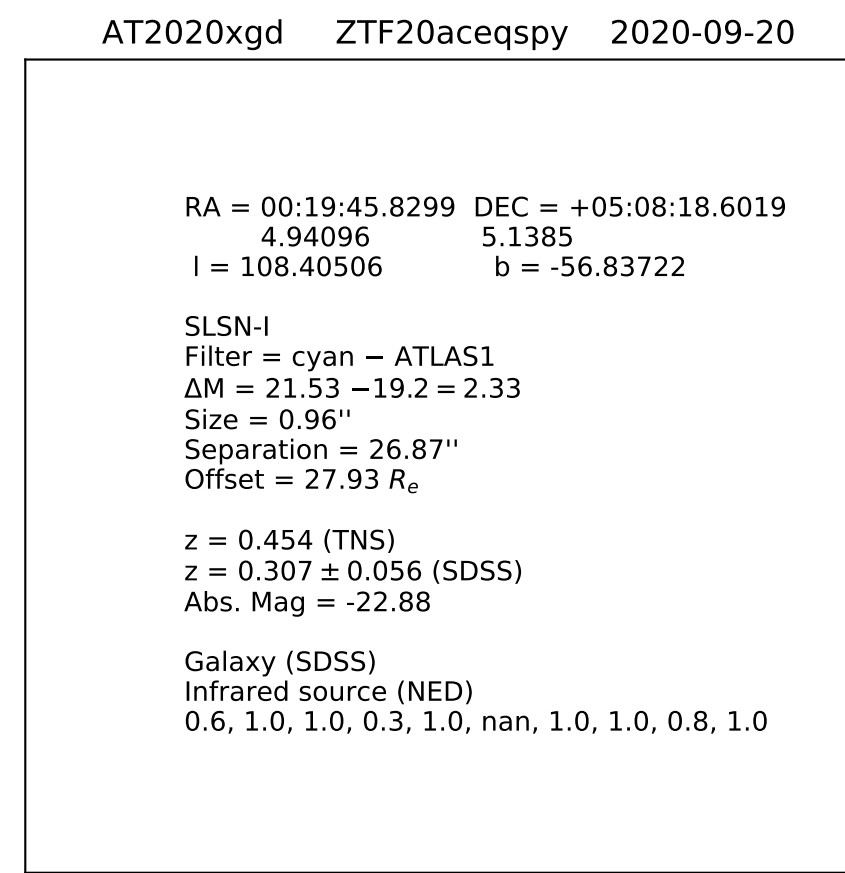 AT2020xgd ZTF20aceqspy 2020-09-20
RA = 00:19:45.8299 DEC = +05:08:18.6019
4.94096 5.1385
l = 108.40506 b = -56.83722
SLSN-I
Filter = cyan − ATLAS1
ΔM = 21.53 −19.2 = 2.33
Size = 0.96''
Separation = 26.87''
Offset = 27.93 Rₑ
z = 0.454 (TNS)
z = 0.307 ± 0.056 (SDSS)
Abs. Mag = -22.88
Galaxy (SDSS)
Infrared source (NED)
0.6, 1.0, 1.0, 0.3, 1.0, nan, 1.0, 1.0, 0.8, 1.0